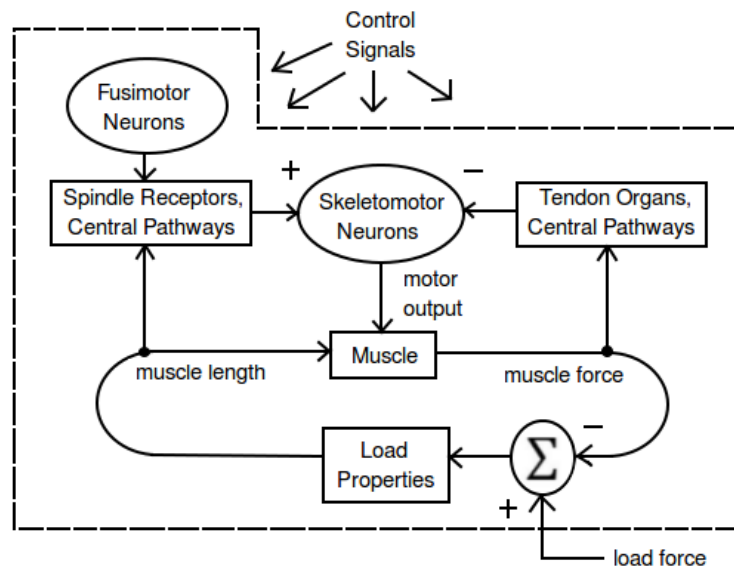 Control
Signals
Fusimotor
Neurons
+
−
Spindle Receptors,
Central Pathways
Skeletomotor
Neurons
Tendon Organs,
Central Pathways
motor
output
muscle length
Muscle
muscle force
−
Load
Properties
Σ
+
load force